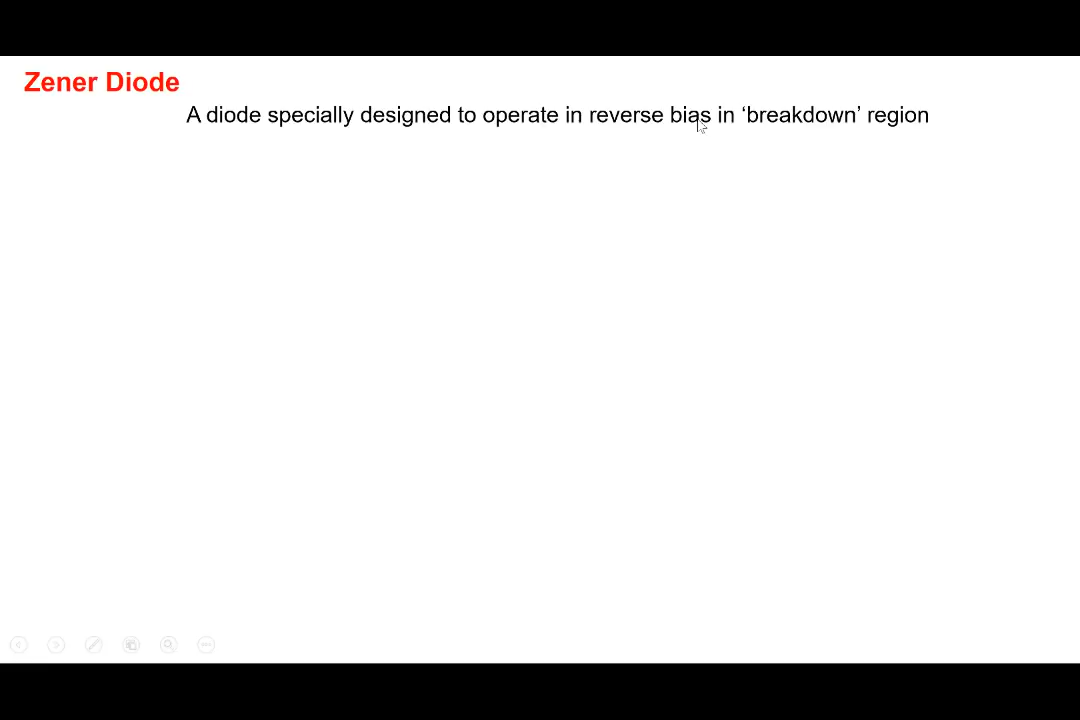 Zener Diode
A diode specially designed to operate in reverse bias in ‘breakdown’ region